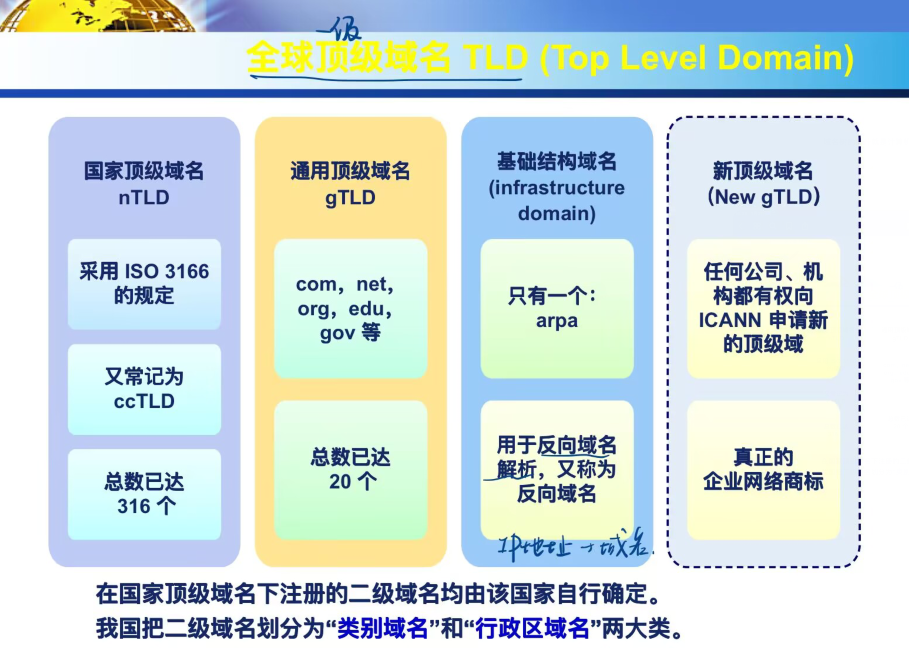 一级
全球顶级域名 TLD (Top Level Domain)
国家顶级域名
nTLD
采用 ISO 3166
的规定
又常记为
ccTLD
总数已达
316 个
通用顶级域名
gTLD
com，net，
org，edu，
gov 等
总数已达
20 个
基础结构域名
(infrastructure
domain)
只有一个：
arpa
用于反向域名
解析，又称为
反向域名
IP地址→域名
新顶级域名
（New gTLD）
任何公司、机
构都有权向
ICANN 申请新
的顶级域
真正的
企业网络商标
在国家顶级域名下注册的二级域名均由该国家自行确定。
我国把二级域名划分为“类别域名”和“行政区域名”两大类。